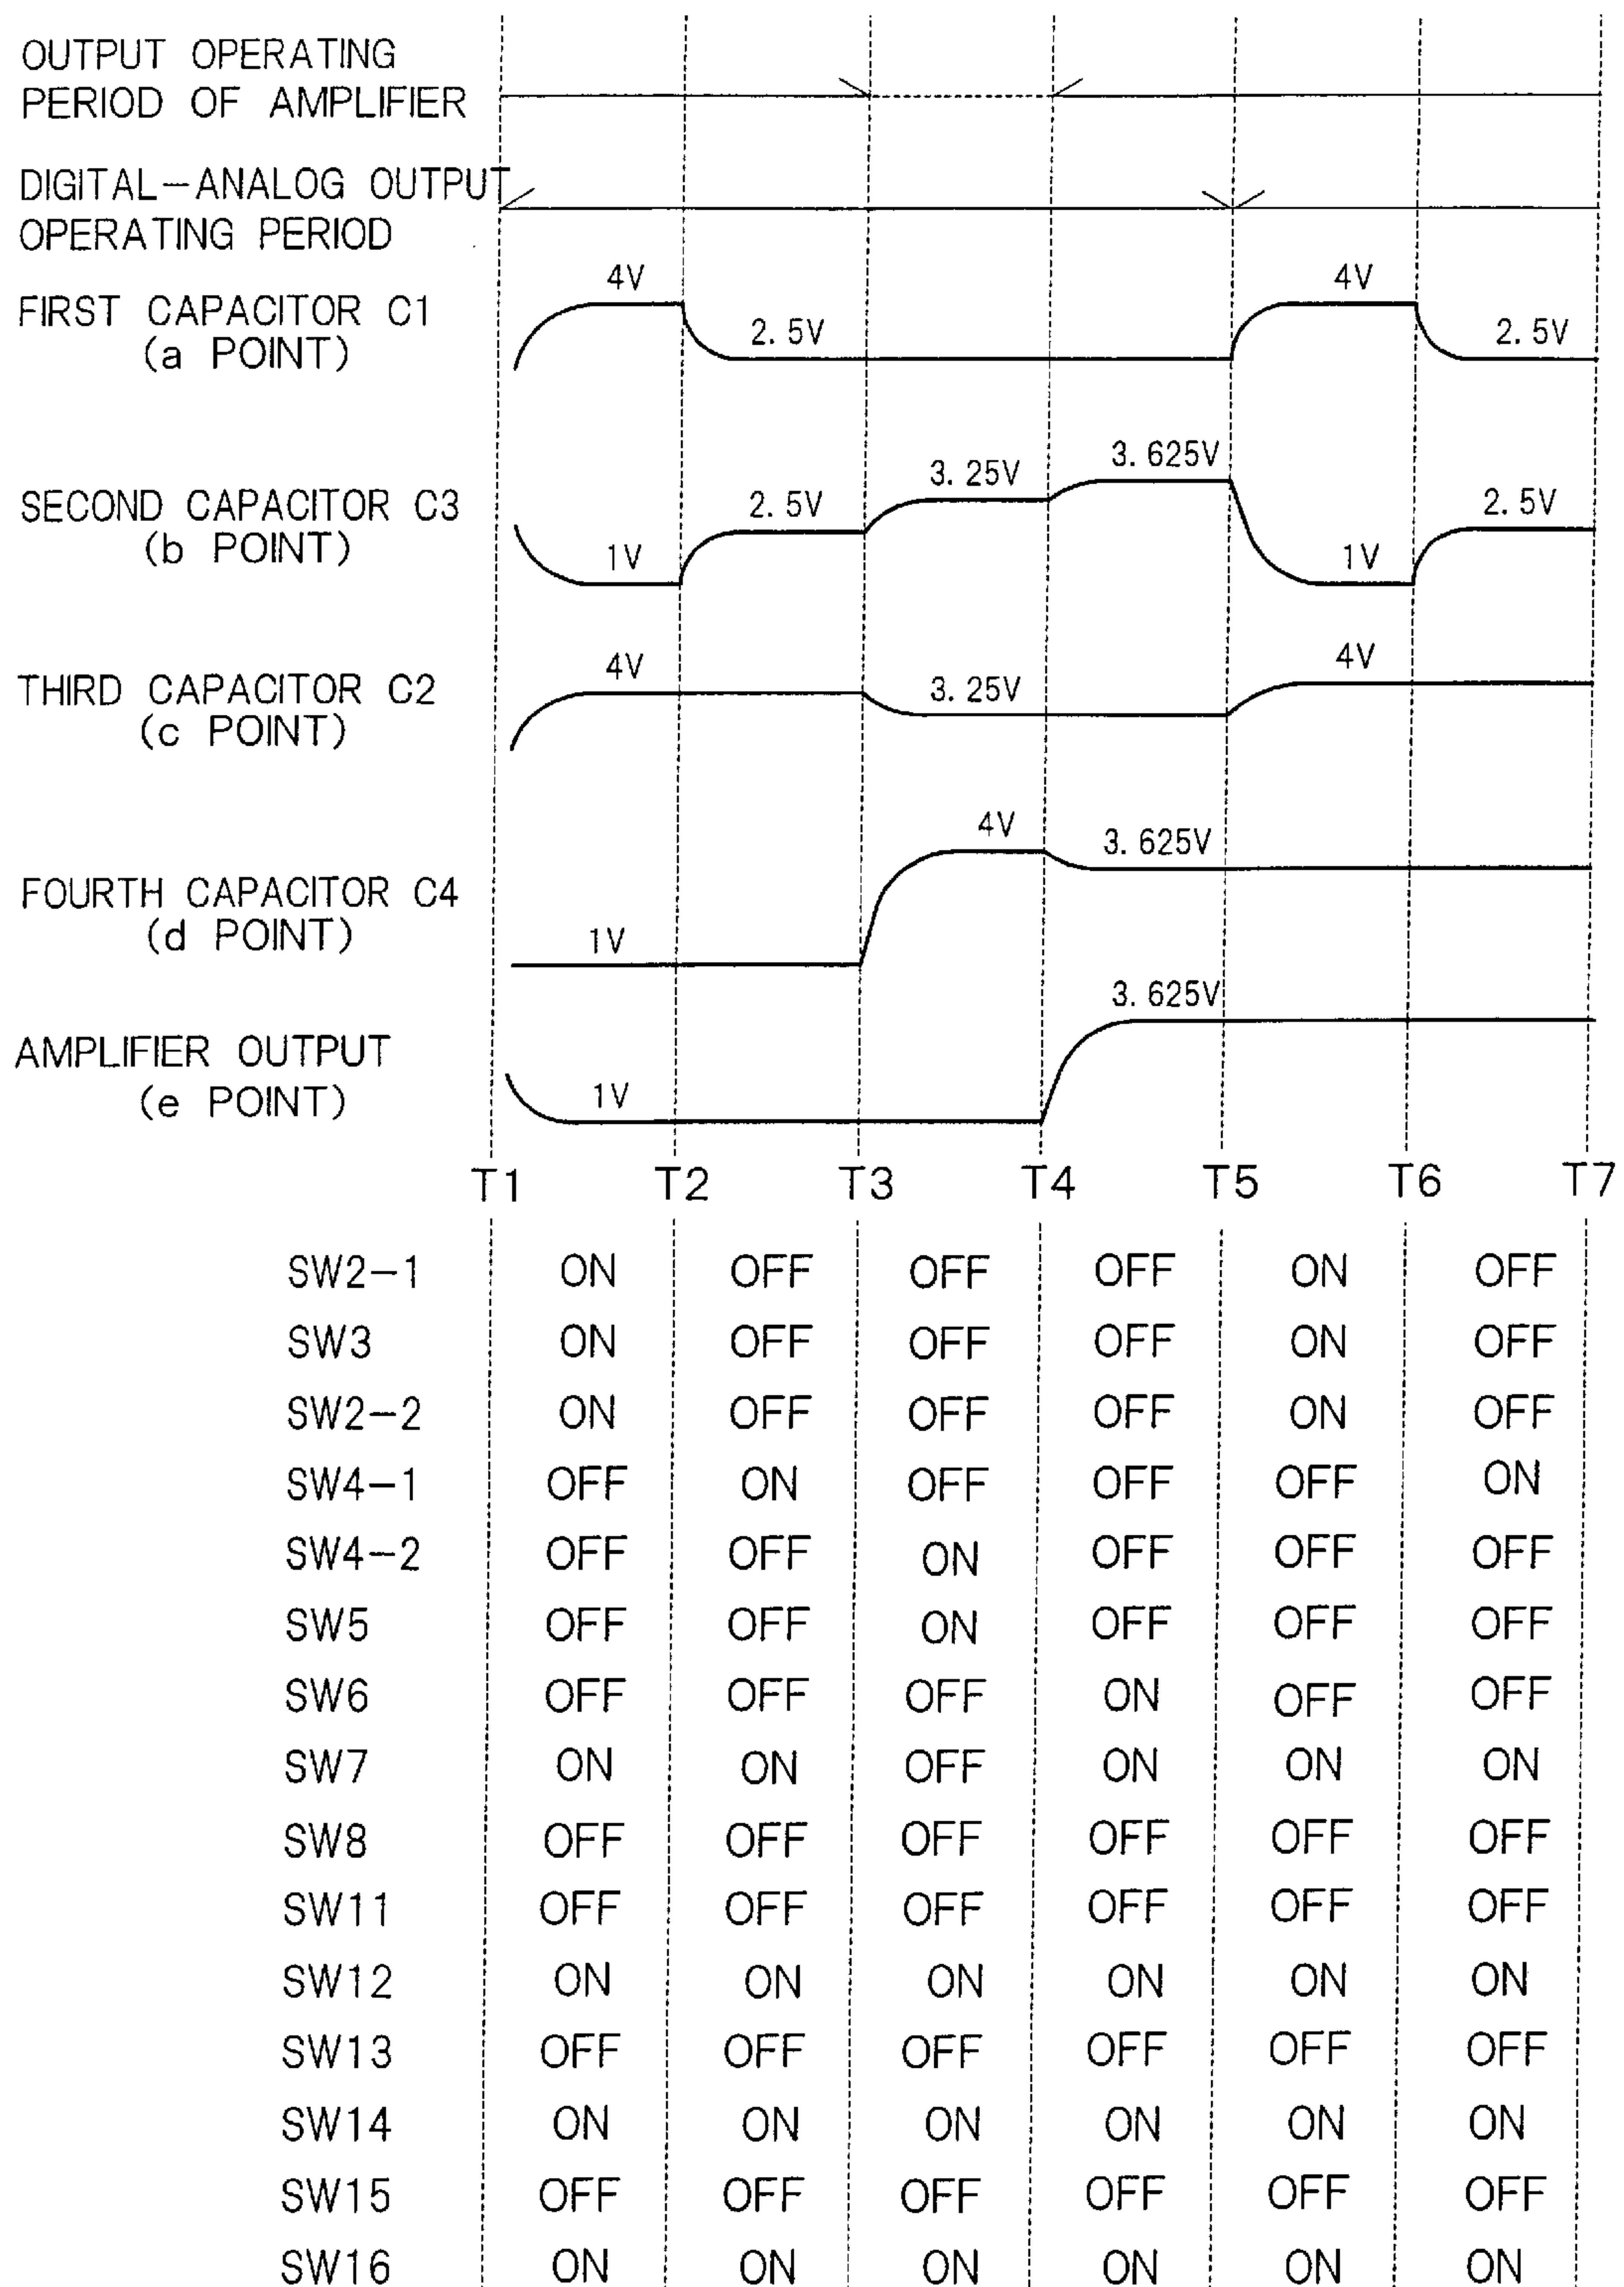 OUTPUT OPERATING
PERIOD OF AMPLIFIER
DIGITAL-ANALOG OUTPUT
OPERATING PERIOD
4V 4V
FIRST CAPACITOR C1
2.5V 2.5V
(a POINT)
3.625V
3.25V
SECOND CAPACITOR C3
2.5V 2.5V
(b POINT)
1V 1V
4V 4V
THIRD CAPACITOR C2
3.25V
(c POINT)
4V 3.625V
FOURTH CAPACITOR C4
(d POINT)
1V
3.625V
AMPLIFIER OUTPUT
(e POINT)
1V
T1 T2 T3 T4 T5 T6 T7
SW2-1 ON OFF OFF OFF ON OFF
SW3 ON OFF OFF OFF ON OFF
SW2-2 ON OFF OFF OFF ON OFF
SW4-1 OFF ON OFF OFF OFF ON
SW4-2 OFF OFF ON OFF OFF OFF
SW5 OFF OFF ON OFF OFF OFF
SW6 OFF OFF OFF ON OFF OFF
SW7 ON ON OFF ON ON ON
SW8 OFF OFF OFF OFF OFF OFF
SW11 OFF OFF OFF OFF OFF OFF
SW12 ON ON ON ON ON ON
SW13 OFF OFF OFF OFF OFF OFF
SW14 ON ON ON ON ON ON
SW15 OFF OFF OFF OFF OFF OFF
SW16 ON ON ON ON ON ON